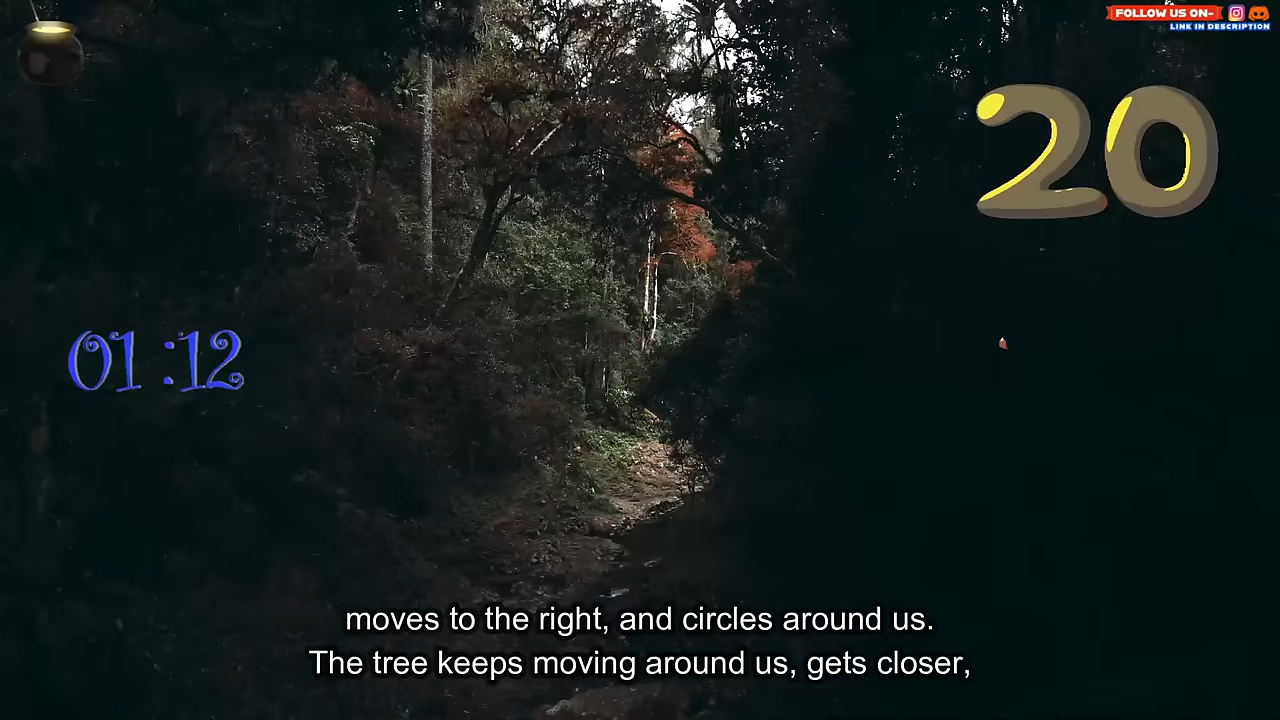 FOLLOW US ON-
LINK IN DESCRIPTION
20
01:12
moves to the right, and circles around us.
The tree keeps moving around us, gets closer,